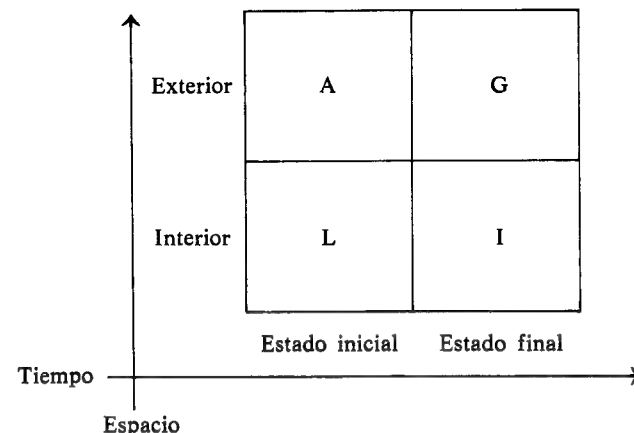 Exterior A G
Interior L I
Estado inicial Estado final
Tiempo
Espacio